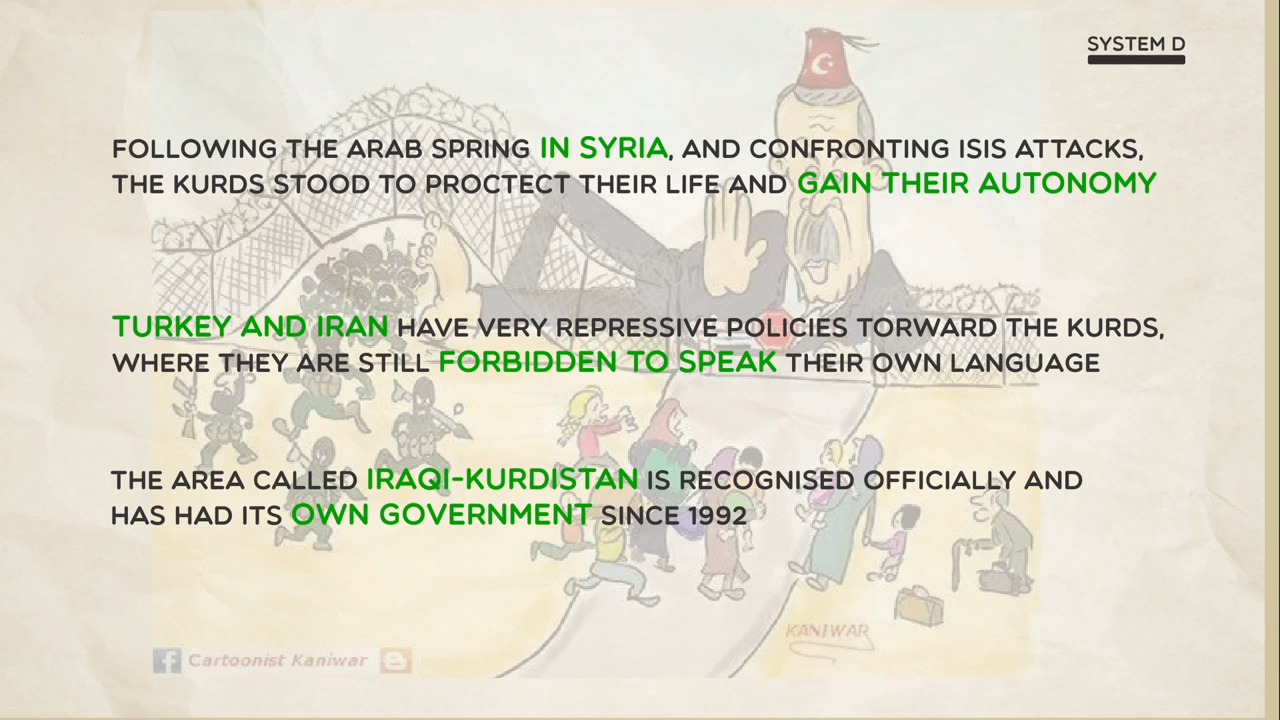 SYSTEM D
FOLLOWING THE ARAB SPRING IN SYRIA, AND CONFRONTING ISIS ATTACKS,
THE KURDS STOOD TO PROCTECT THEIR LIFE AND GAIN THEIR AUTONOMY
TURKEY AND IRAN HAVE VERY REPRESSIVE POLICIES TORWARD THE KURDS,
WHERE THEY ARE STILL FORBIDDEN TO SPEAK THEIR OWN LANGUAGE
THE AREA CALLED IRAQI-KURDISTAN IS RECOGNISED OFFICIALLY AND
HAS HAD ITS OWN GOVERNMENT SINCE 1992
KANIWAR
Cartoonist Kaniwar